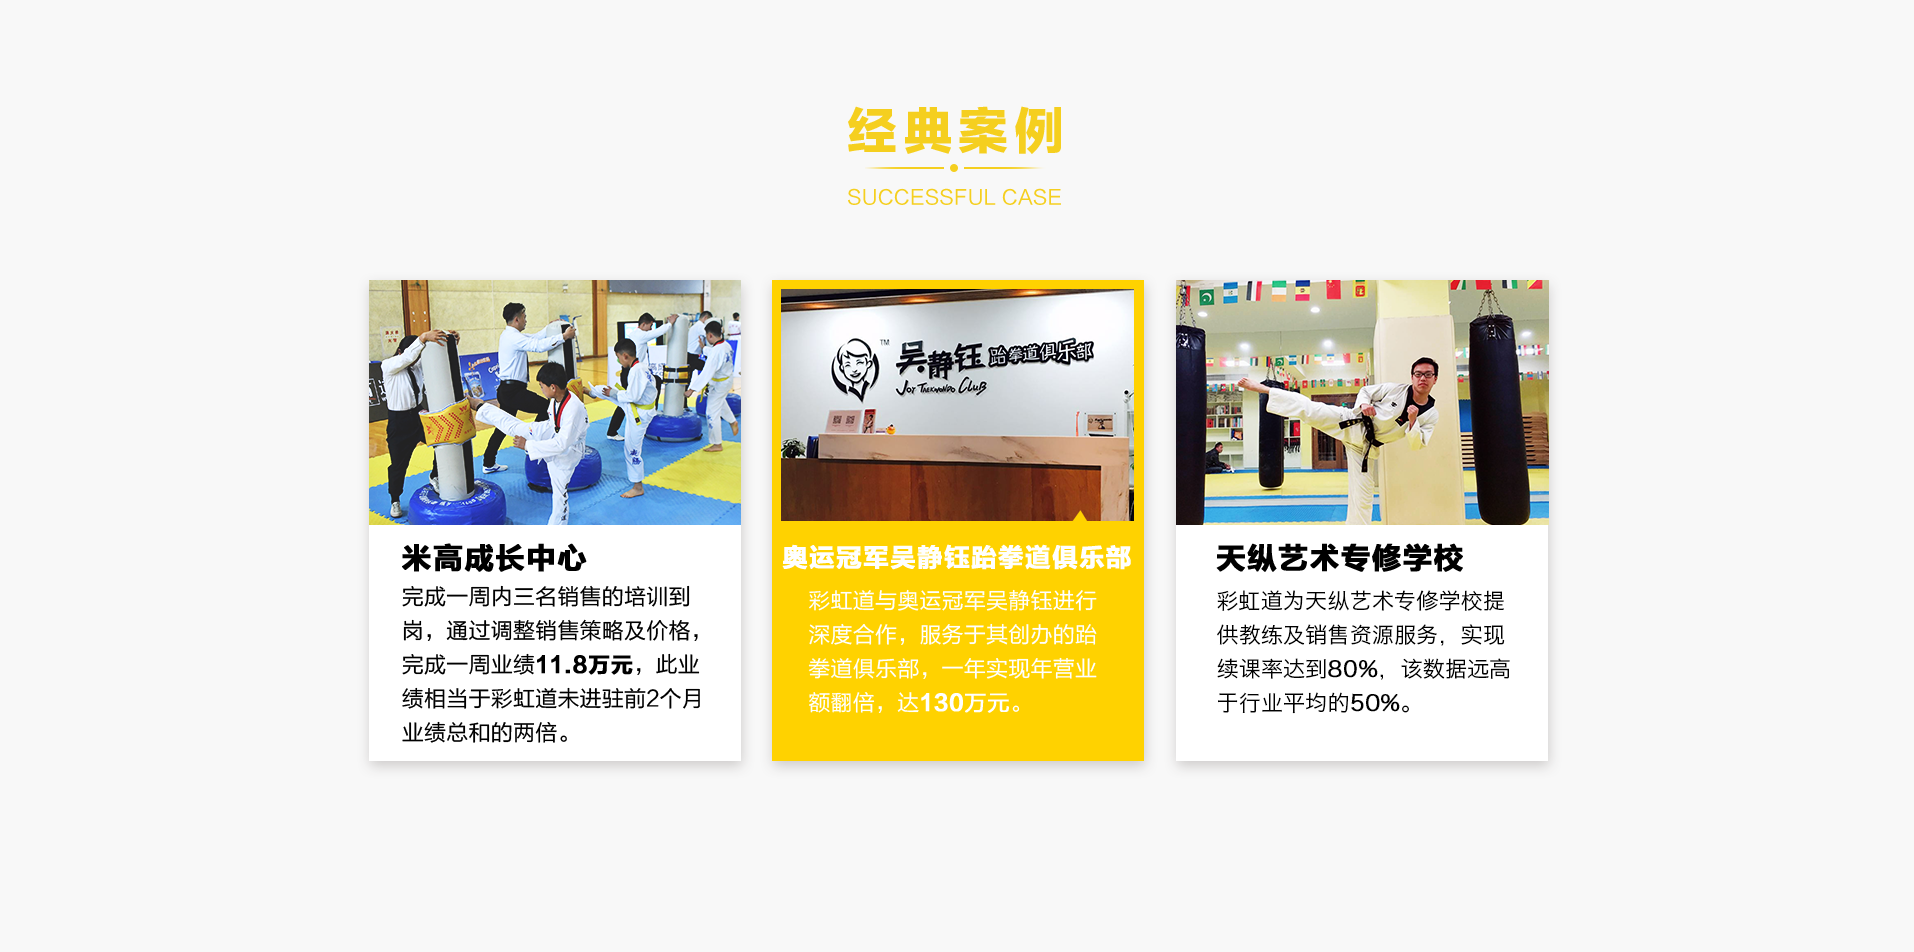 经典案例
SUCCESSFUL CASE
米高成长中心
完成一周内三名销售的培训到
岗，通过调整销售策略及价格，
完成一周业绩11.8万元，此业
绩相当于彩虹道未进驻前2个月
业绩总和的两倍。
TM
吴静钰跆拳道俱乐部
JOY TAEKWONDO CLUB
奥运冠军吴静钰跆拳道俱乐部
彩虹道与奥运冠军吴静钰进行
深度合作，服务于其创办的跆
拳道俱乐部，一年实现年营业
额翻倍，达130万元。
天纵艺术专修学校
彩虹道为天纵艺术专修学校提
供教练及销售资源服务，实现
续课率达到80%，该数据远高
于行业平均的50%。